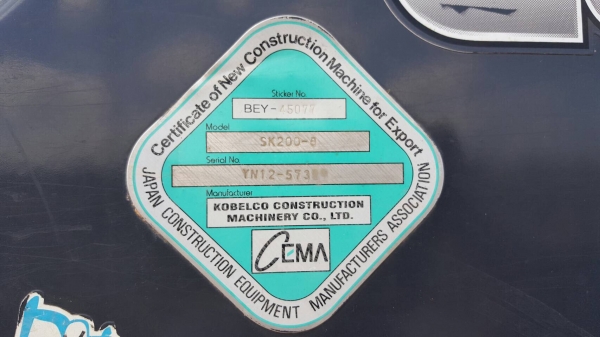 Certificate of New Construction Machine for Export
Sticker No.
BEY-
Model
SK200-8
Serial No.
Manufacturer
KOBELCO CONSTRUCTION
MACHINERY CO., LTD.
CEMA
JAPAN CONSTRUCTION EQUIPMENT MANUFACTURERS ASSOCIATION